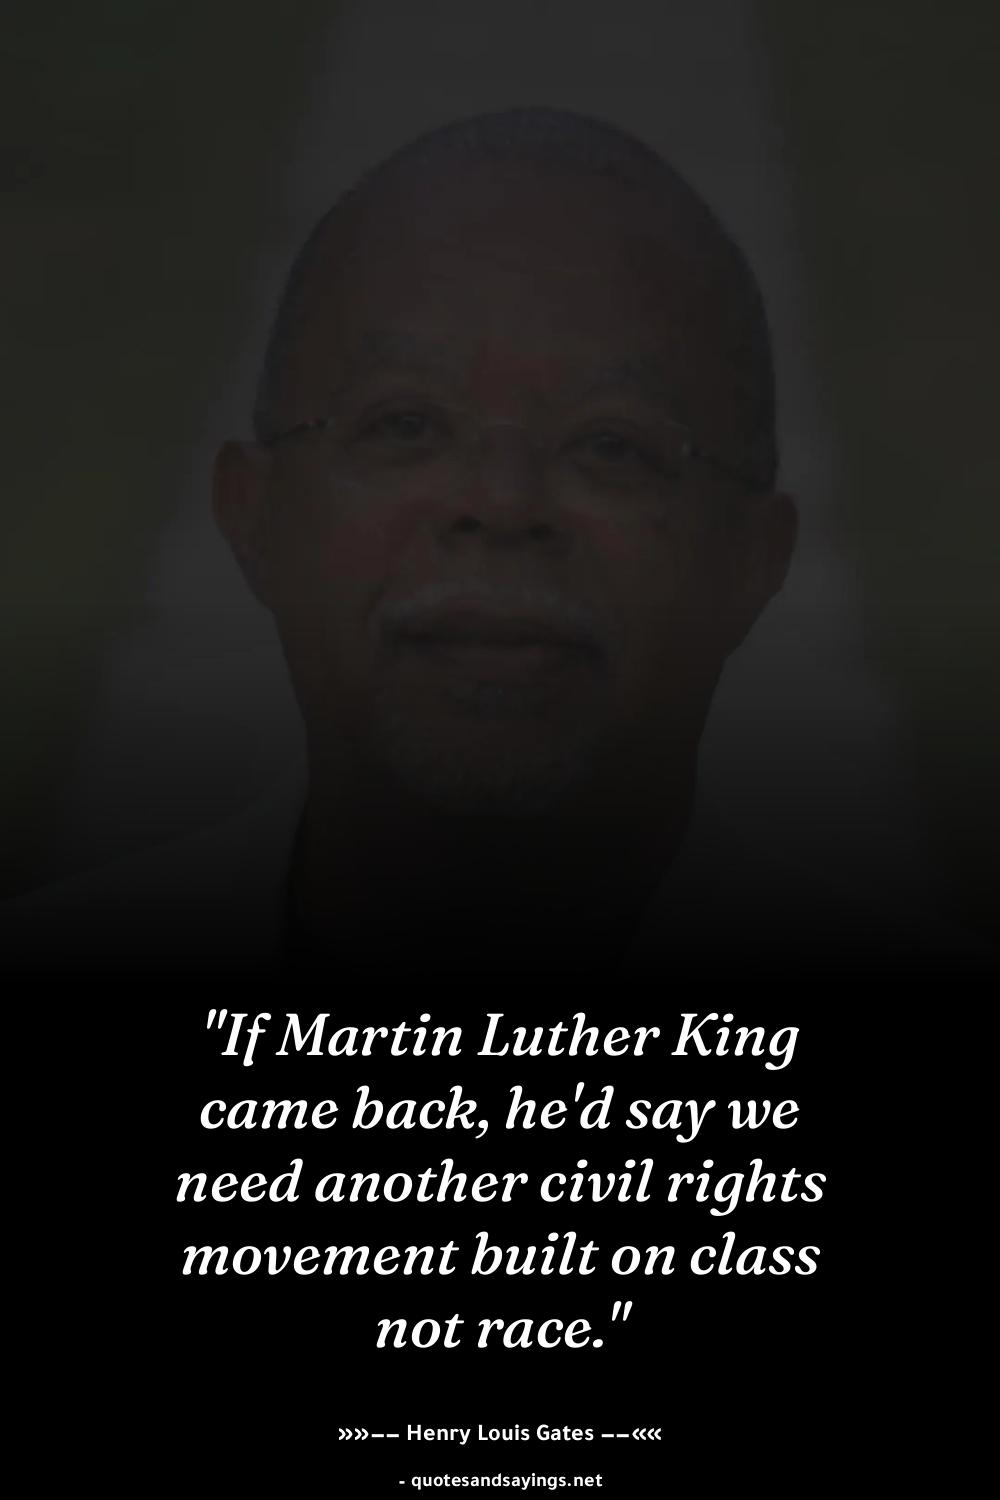 "If Martin Luther King
came back, he'd say we
need another civil rights
movement built on class
not race."
»»−− Henry Louis Gates −−««
- quotesandsayings.net